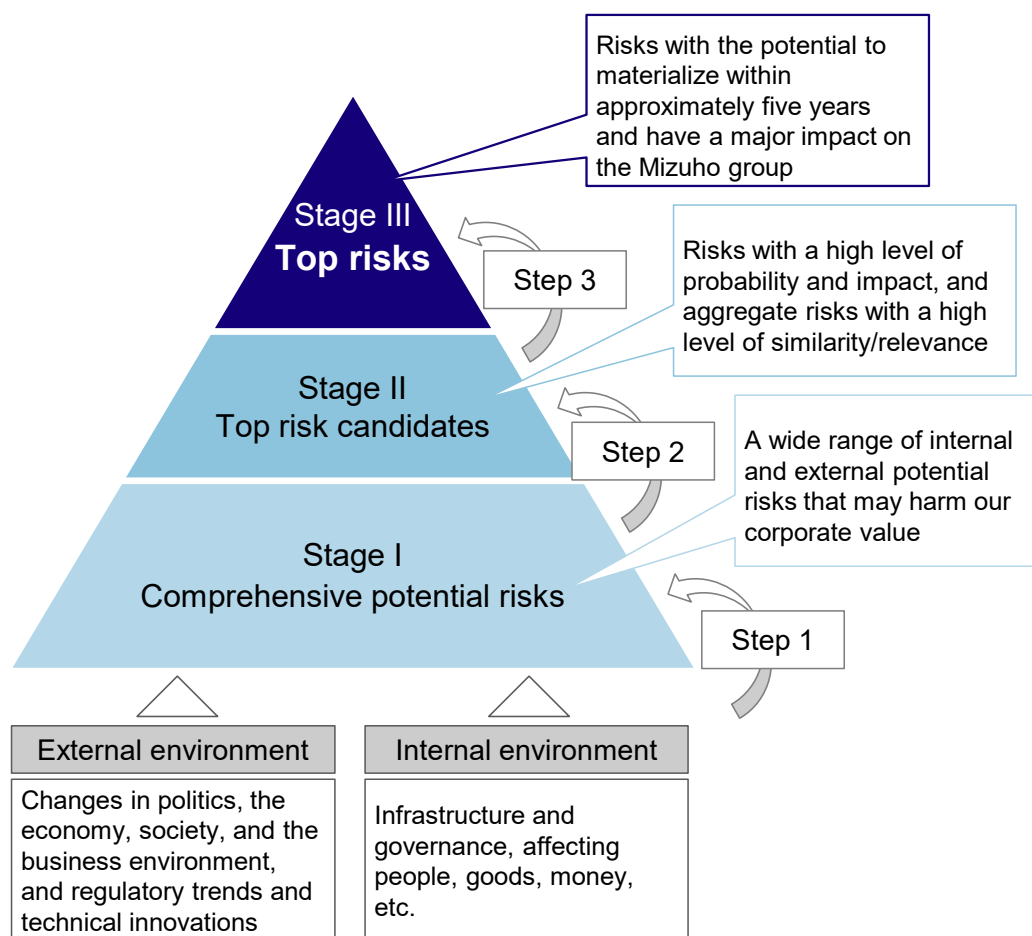 Risks with the potential to
materialize within
approximately five years
and have a major impact on
the Mizuho group
Stage III
Top risks
Step 3
Risks with a high level of
probability and impact, and
aggregate risks with a high
level of similarity/relevance
Stage II
Top risk candidates
Step 2
A wide range of internal
and external potential
risks that may harm our
corporate value
Stage I
Comprehensive potential risks
Step 1
External environment
Changes in politics, the
economy, society, and the
business environment,
and regulatory trends and
technical innovations
Internal environment
Infrastructure and
governance, affecting
people, goods, money,
etc.